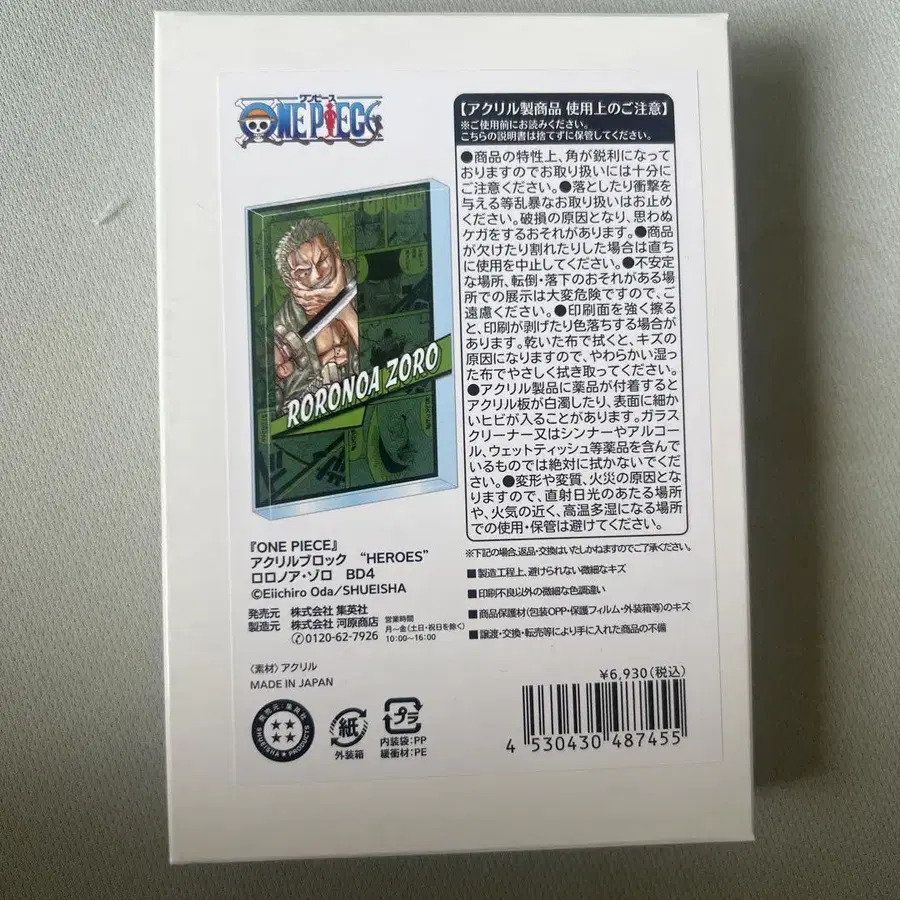 ワンピース
ONE PIECE
RORONOA ZORO
『ONE PIECE』
アクリルブロック “HEROES”
ロロノア・ゾロ BD4
©Eiichiro Oda/SHUEISHA
発売元 株式会社 集英社
製造元 株式会社 河原商店
0120-62-7926
営業時間
月~金(土日・祝日を除く)
10:00~16:00
〈素材〉アクリル
MADE IN JAPAN
発売元:集英社
SHUEISHA PRODUCTS
紙
外装箱
プラ
内装袋:PP
緩衝材:PE
【アクリル製商品 使用上のご注意】
※ご使用前にお読みください。
こちらの説明書は捨てずに保管してください。
●商品の特性上、角が鋭利になって
おりますのでお取り扱いには十分に
ご注意ください。●落としたり衝撃を
与える等乱暴なお取り扱いはお止め
ください。破損の原因となり、思わぬ
ケガをするおそれがあります。●商品
が欠けたり割れたりした場合は直ち
に使用を中止してください。●不安定
な場所、転倒・落下のおそれがある場
所での展示は大変危険ですので、ご
遠慮ください。●印刷面を強く擦る
と、印刷が剥げたり色落ちする場合が
あります。乾いた布で拭くと、キズの
原因になりますので、やわらかい湿っ
た布でやさしく拭き取ってください。
●アクリル製品に薬品が付着すると
アクリル板が白濁したり、表面に細か
いヒビが入ることがあります。ガラス
クリーナー又はシンナーやアルコー
ル、ウェットティッシュ等薬品を含んで
いるものでは絶対に拭かないでくだ
さい。●変形や変質、火災の原因とな
りますので、直射日光のあたる場所
や、火気の近く、高温多湿になる場所
での使用・保管は避けてください。
※下記の場合、返品・交換はいたしかねますのでご了承ください。
■製造工程上、避けられない微細なキズ
■印刷不良以外の微細な色調違い
■商品保護材(包装OPP・保護フィルム・外装箱等)のキズ
■譲渡・交換・転売等により手に入れた商品の不備
¥6,930(税込)
4 530430 487455